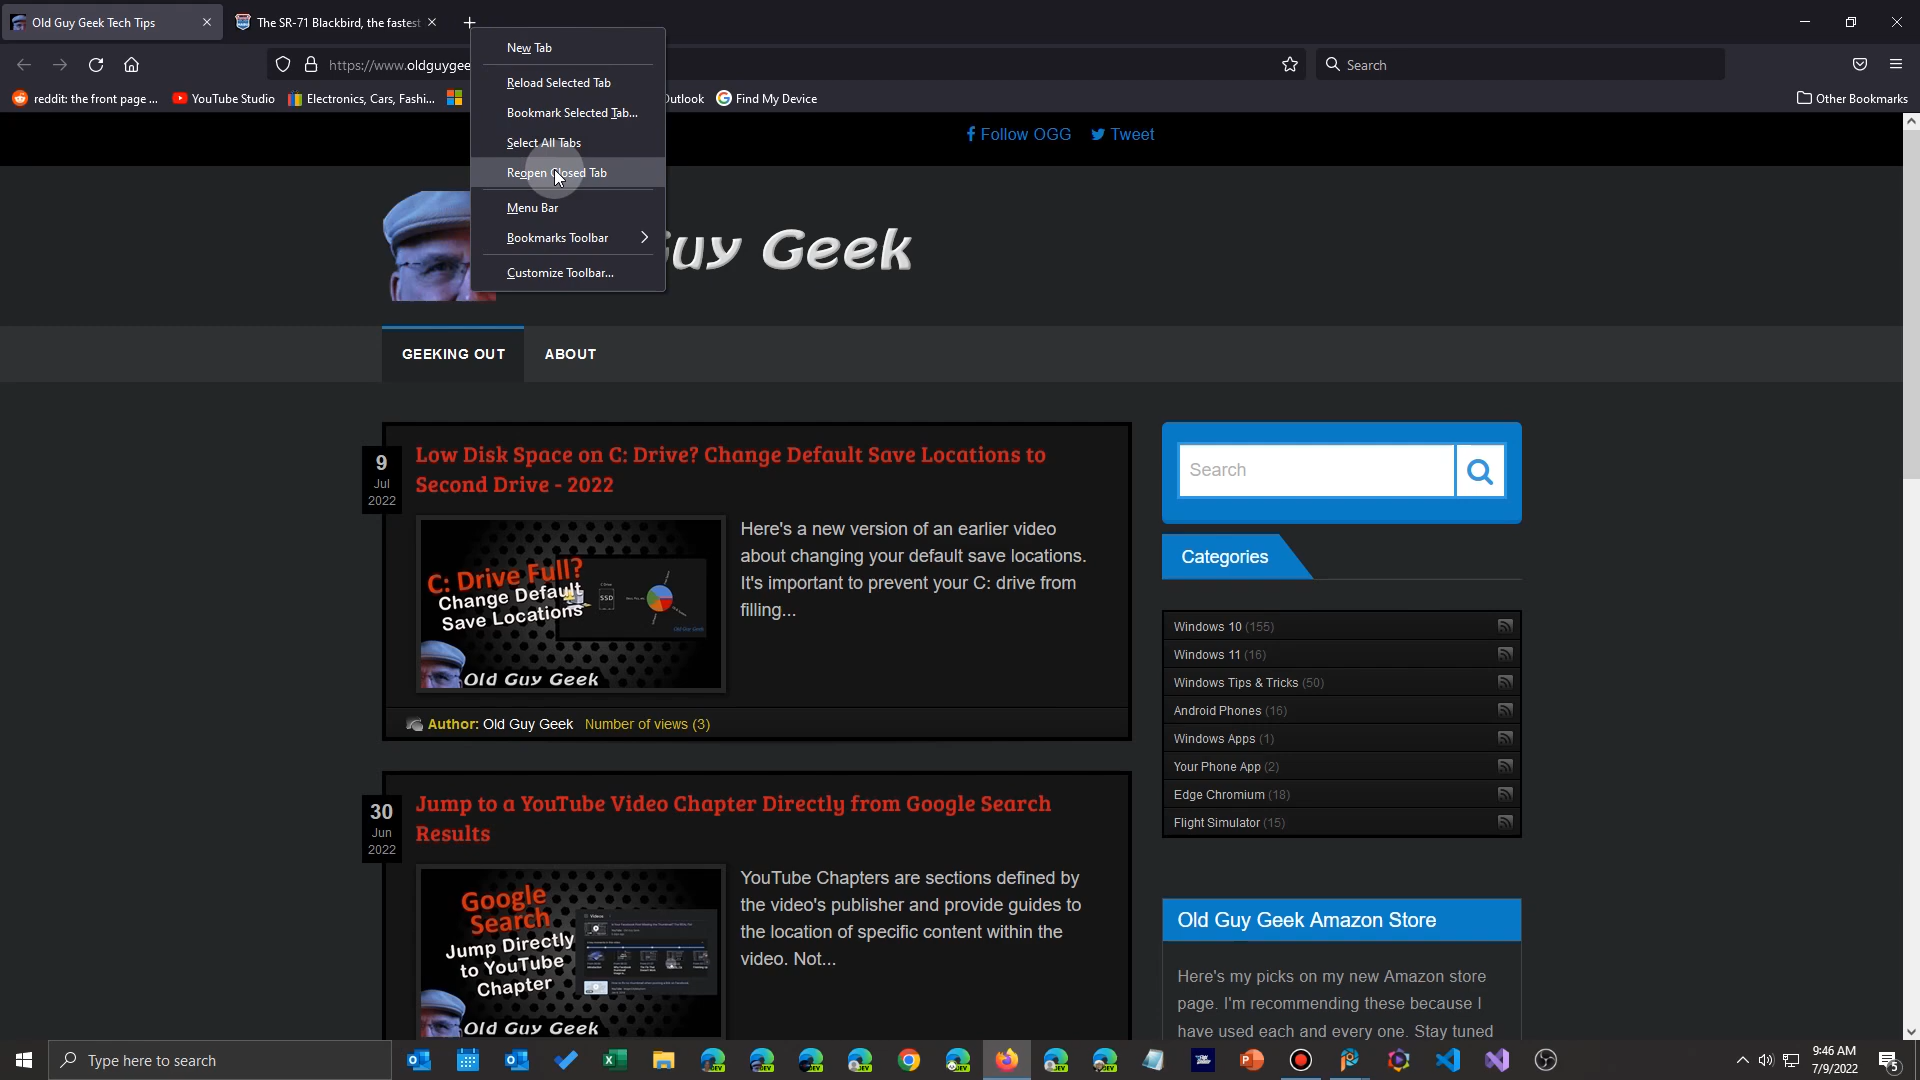 Old Guy Geek Tech Tips
The SR-71 Blackbird, the fastest
https://www.oldguygee
Search
reddit: the front page ...
YouTube Studio
Electronics, Cars, Fashi...
Outlook
Find My Device
Other Bookmarks
New Tab
Reload Selected Tab
Bookmark Selected Tab...
Select All Tabs
Reopen Closed Tab
Menu Bar
Bookmarks Toolbar
Customize Toolbar...
Follow OGG
Tweet
Guy Geek
GEEKING OUT
ABOUT
9
Jul
2022
Low Disk Space on C: Drive? Change Default Save Locations to
Second Drive - 2022
C: Drive Full?
Change Default
Save Locations
SSD
Old Guy Geek
Here's a new version of an earlier video
about changing your default save locations.
It's important to prevent your C: drive from
filling...
Author: Old Guy Geek
Number of views (3)
30
Jun
2022
Jump to a YouTube Video Chapter Directly from Google Search
Results
Google
Search
Jump Directly
to YouTube
Chapter
Old Guy Geek
YouTube Chapters are sections defined by
the video's publisher and provide guides to
the location of specific content within the
video. Not...
Search
Categories
Windows 10 (155)
Windows 11 (16)
Windows Tips & Tricks (50)
Android Phones (16)
Windows Apps (1)
Your Phone App (2)
Edge Chromium (18)
Flight Simulator (15)
Old Guy Geek Amazon Store
Here's my picks on my new Amazon store
page. I'm recommending these because I
have used each and every one. Stay tuned
Type here to search
9:46 AM
7/9/2022
5